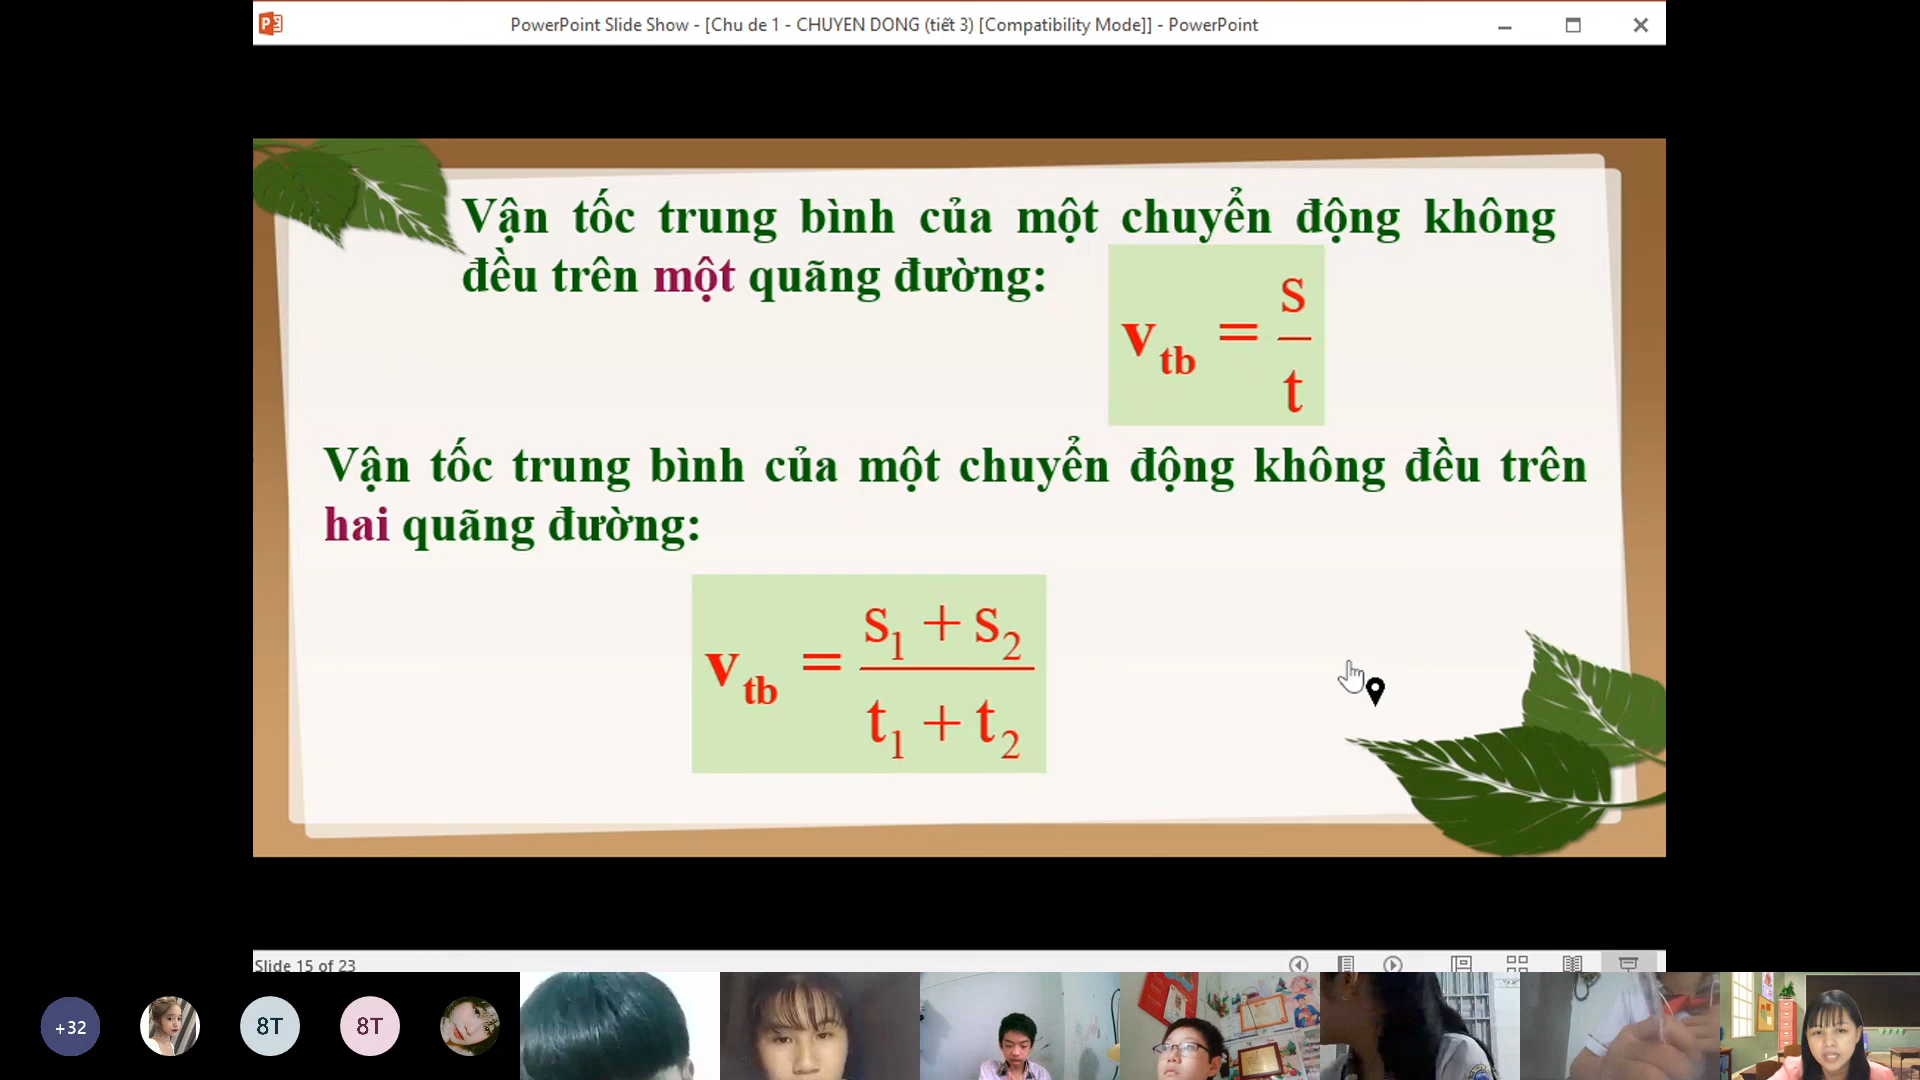 PowerPoint Slide Show - [Chu de 1 - CHUYEN DONG (tiết 3) [Compatibility Mode]] - PowerPoint
Vận tốc trung bình của một chuyển động không
đều trên một quãng đường:
v_tb = s/t
Vận tốc trung bình của một chuyển động không đều trên
hai quãng đường:
v_tb = (s₁ + s₂)/(t₁ + t₂)
Slide 15 of 23
+32
8T
8T